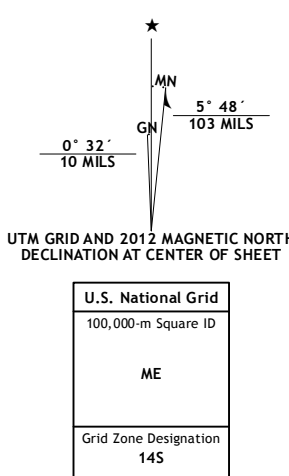 ★
MN
5° 48´
103 MILS
GN
0° 32´
10 MILS
UTM GRID AND 2012 MAGNETIC NORTH
DECLINATION AT CENTER OF SHEET
U.S. National Grid
100,000-m Square ID
ME
Grid Zone Designation
14S